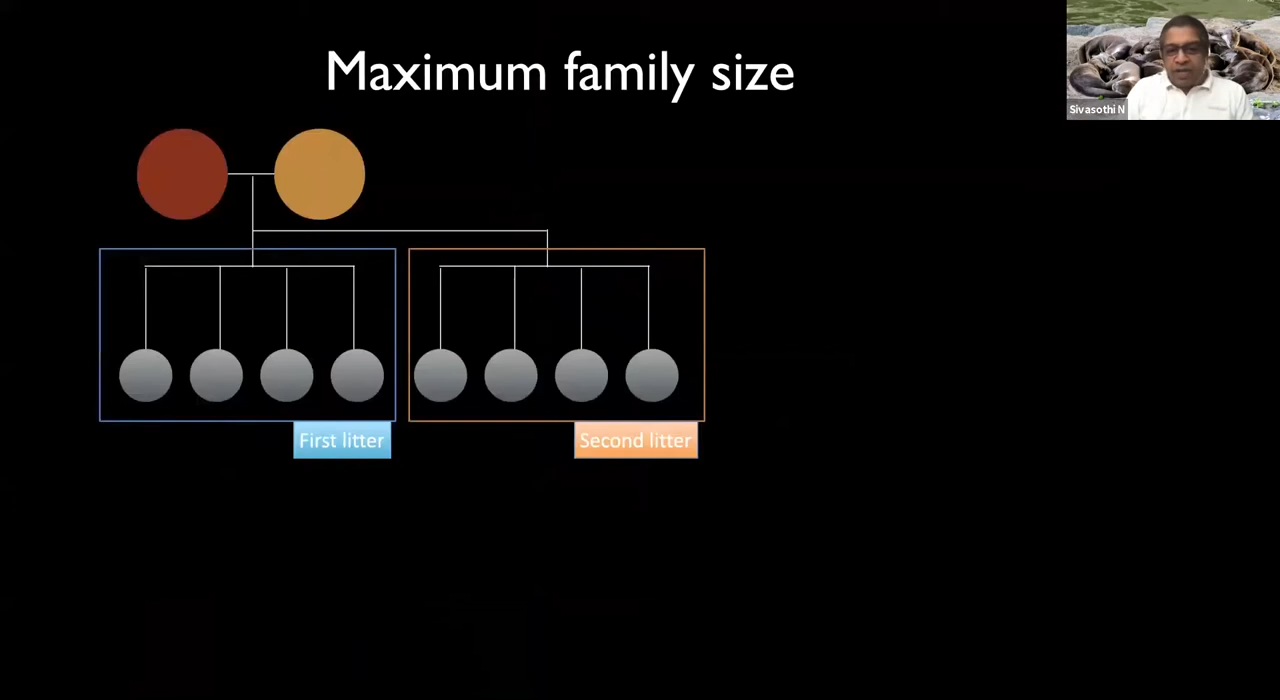 Maximum family size
Sivasothi N
First litter
Second litter